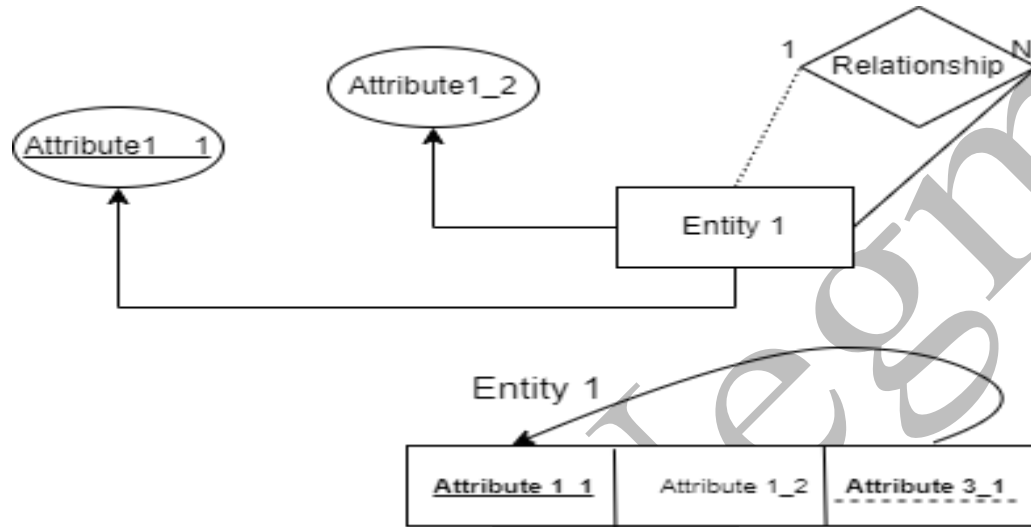 1
N
Relationship
Attribute1_2
Attribute1 1
Entity 1
Entity 1
Attribute 1_1
Attribute 1_2
Attribute 3_1